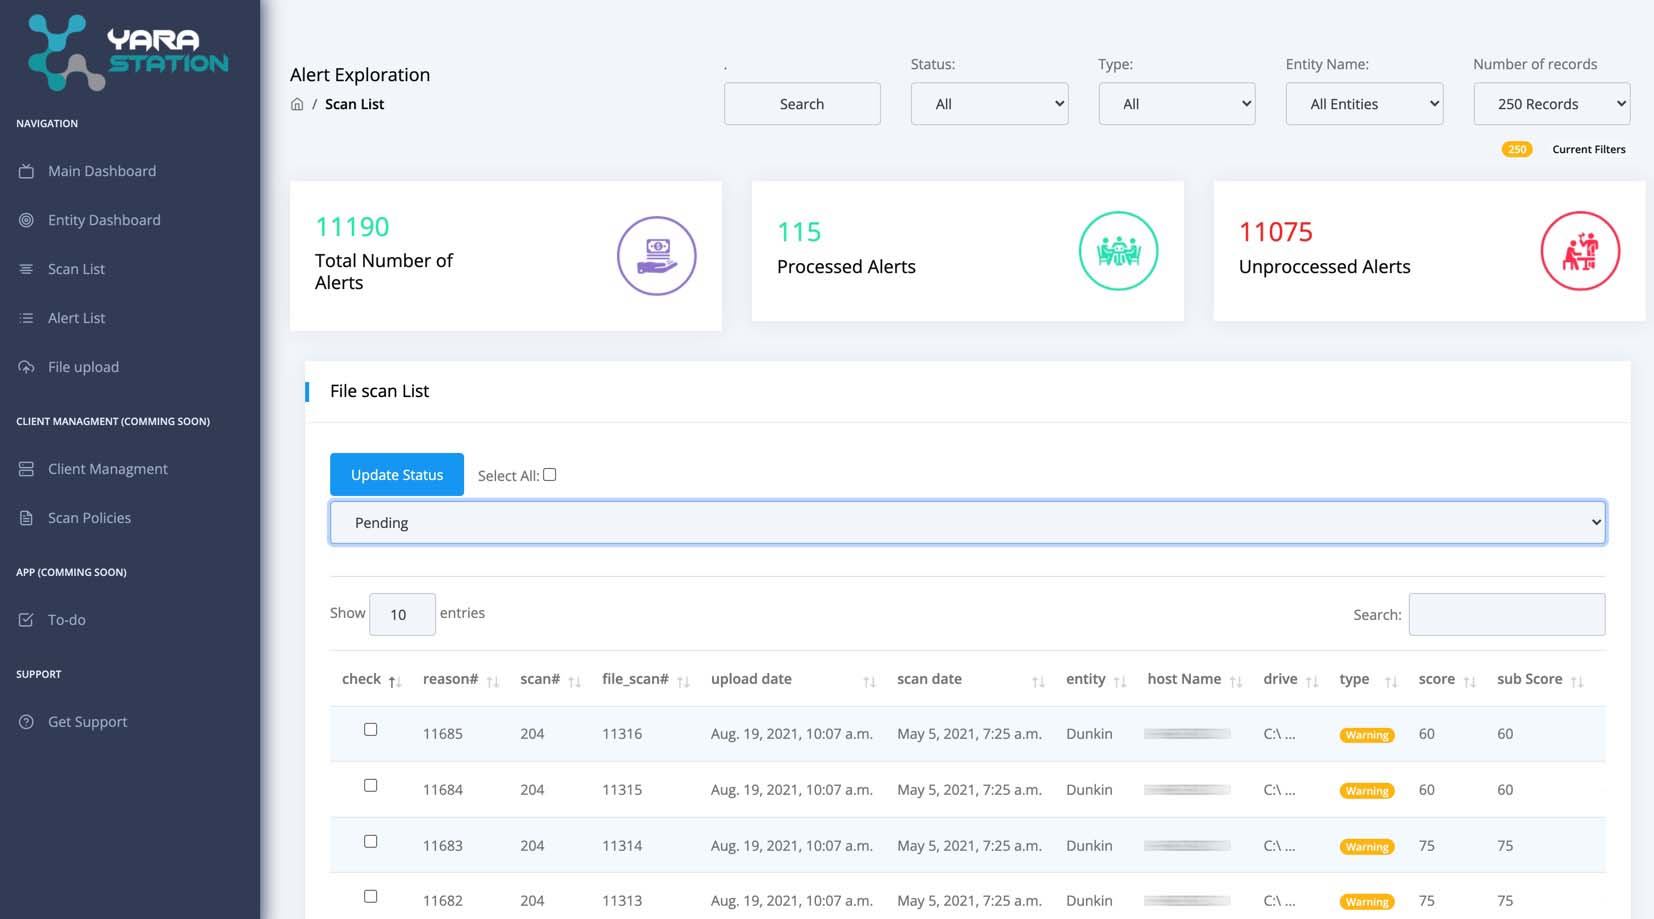 YARA
STATION
NAVIGATION
Main Dashboard
Entity Dashboard
Scan List
Alert List
File upload
CLIENT MANAGMENT (COMMING SOON)
Client Managment
Scan Policies
APP (COMMING SOON)
To-do
SUPPORT
Get Support
Alert Exploration
/ Scan List
. Status: Type: Entity Name: Number of records
Search All All All Entities 250 Records
250 Current Filters
11190
Total Number of
Alerts
115
Processed Alerts
11075
Unproccessed Alerts
File scan List
Update Status Select All:
Pending
Show 10 entries Search:
check reason# scan# file_scan# upload date scan date entity host Name drive type score sub Score
11685 204 11316 Aug. 19, 2021, 10:07 a.m. May 5, 2021, 7:25 a.m. Dunkin C:\ ... Warning 60 60
11684 204 11315 Aug. 19, 2021, 10:07 a.m. May 5, 2021, 7:25 a.m. Dunkin C:\ ... Warning 60 60
11683 204 11314 Aug. 19, 2021, 10:07 a.m. May 5, 2021, 7:25 a.m. Dunkin C:\ ... Warning 75 75
11682 204 11313 Aug. 19, 2021, 10:07 a.m. May 5, 2021, 7:25 a.m. Dunkin C:\ ... Warning 75 75